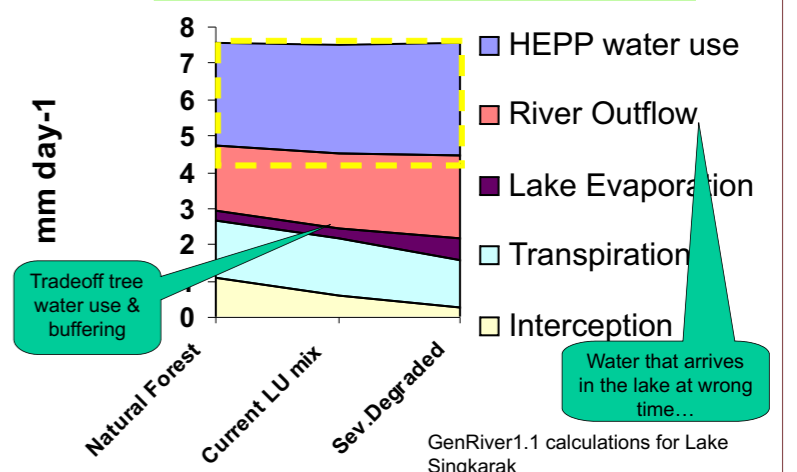 8
7
6
5
4
3
2
0
mm day-1
HEPP water use
River Outflow
Lake Evaporation
Transpiration
Interception
Tradeoff tree
water use &
buffering
Natural Forest
Current LU mix
Sev.Degraded
Water that arrives
in the lake at wrong
time…
GenRiver1.1 calculations for Lake
Singkarak